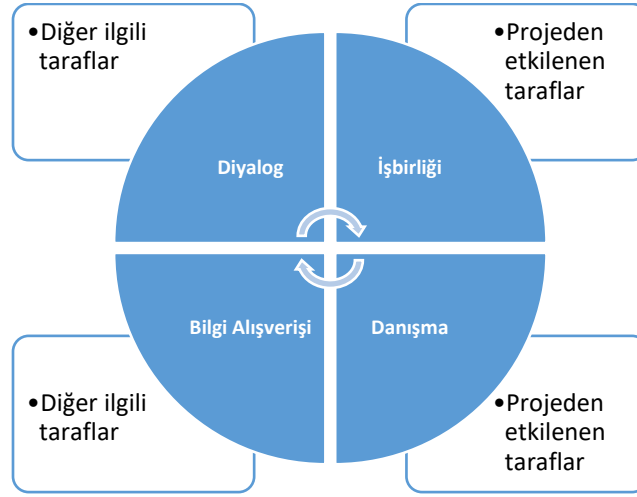 •Diğer ilgili
taraflar
•Projeden
etkilenen
taraflar
Diyalog
İşbirliği
Bilgi Alışverişi
Danışma
•Diğer ilgili
taraflar
•Projeden
etkilenen
taraflar